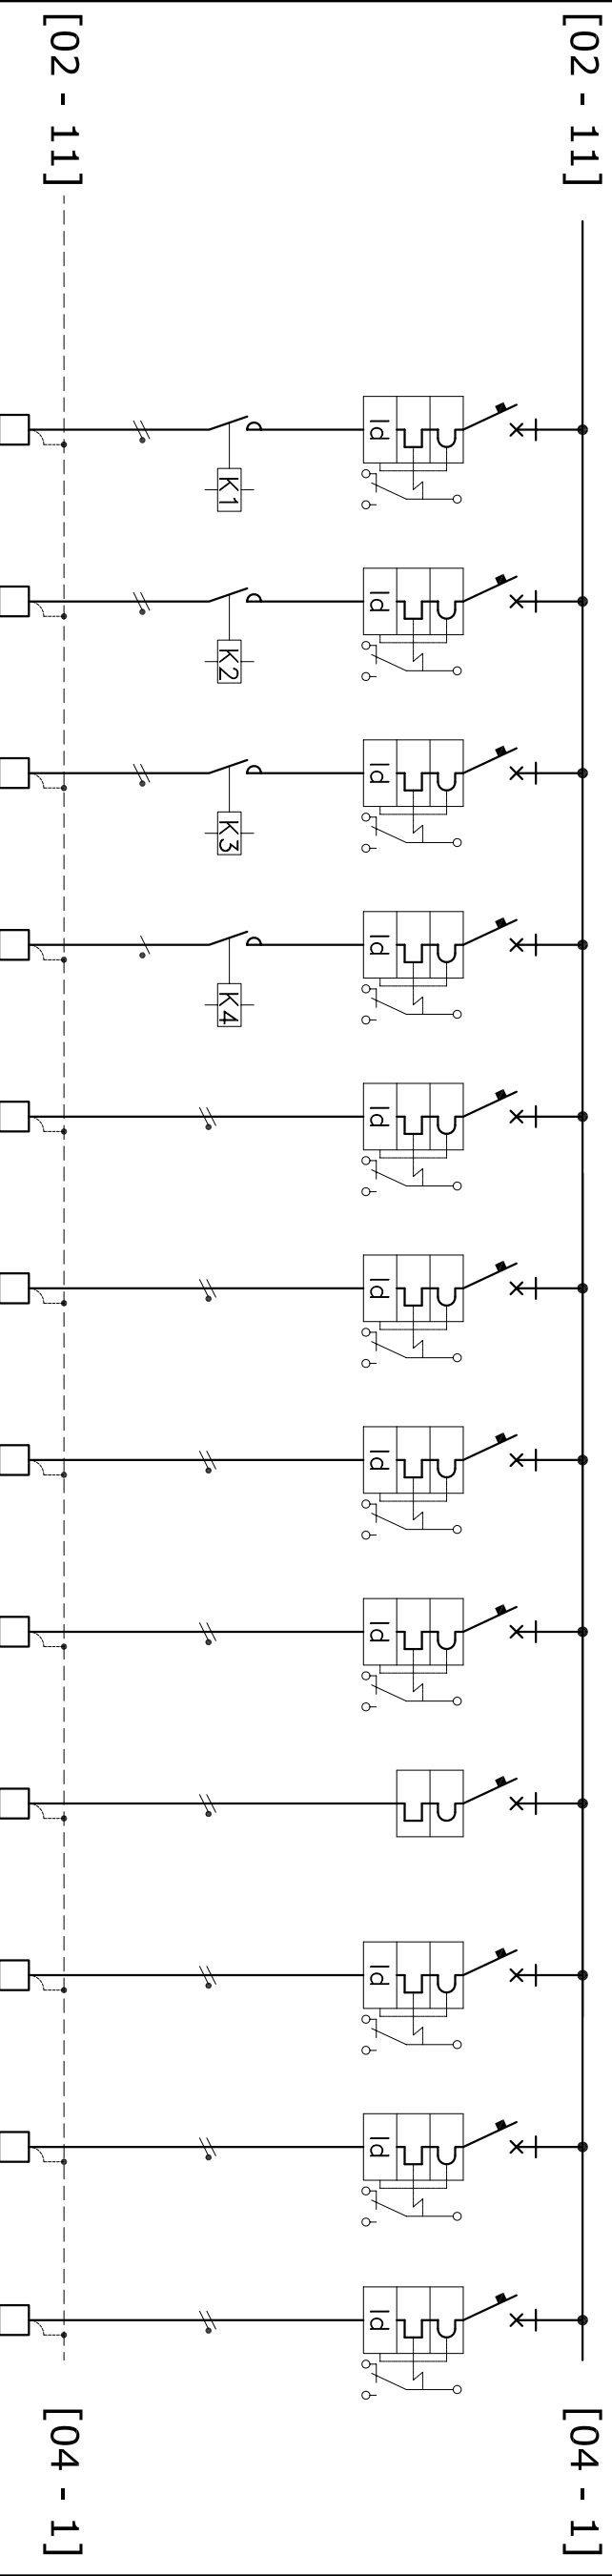 [02 - 11]
[04 - 1]
Id
Id
Id
Id
Id
Id
Id
Id
Id
Id
Id
K1
K2
K3
K4
[02 - 11]
[04 - 1]